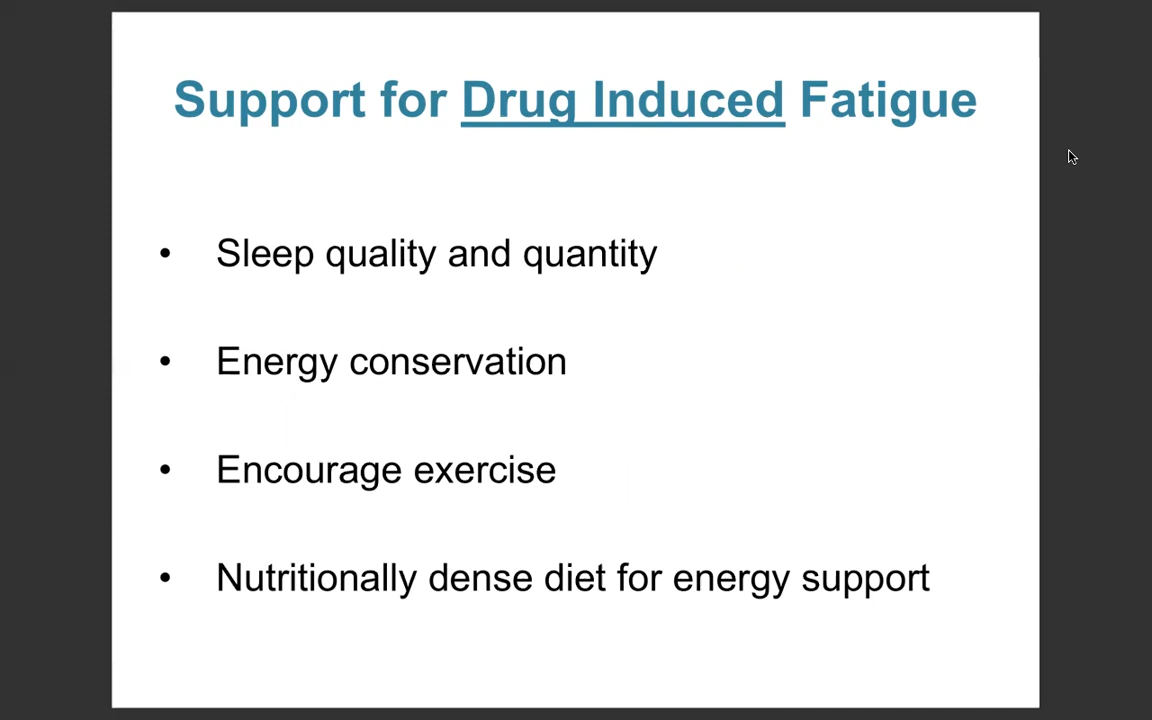 Support for Drug Induced Fatigue
• Sleep quality and quantity
• Energy conservation
• Encourage exercise
• Nutritionally dense diet for energy support